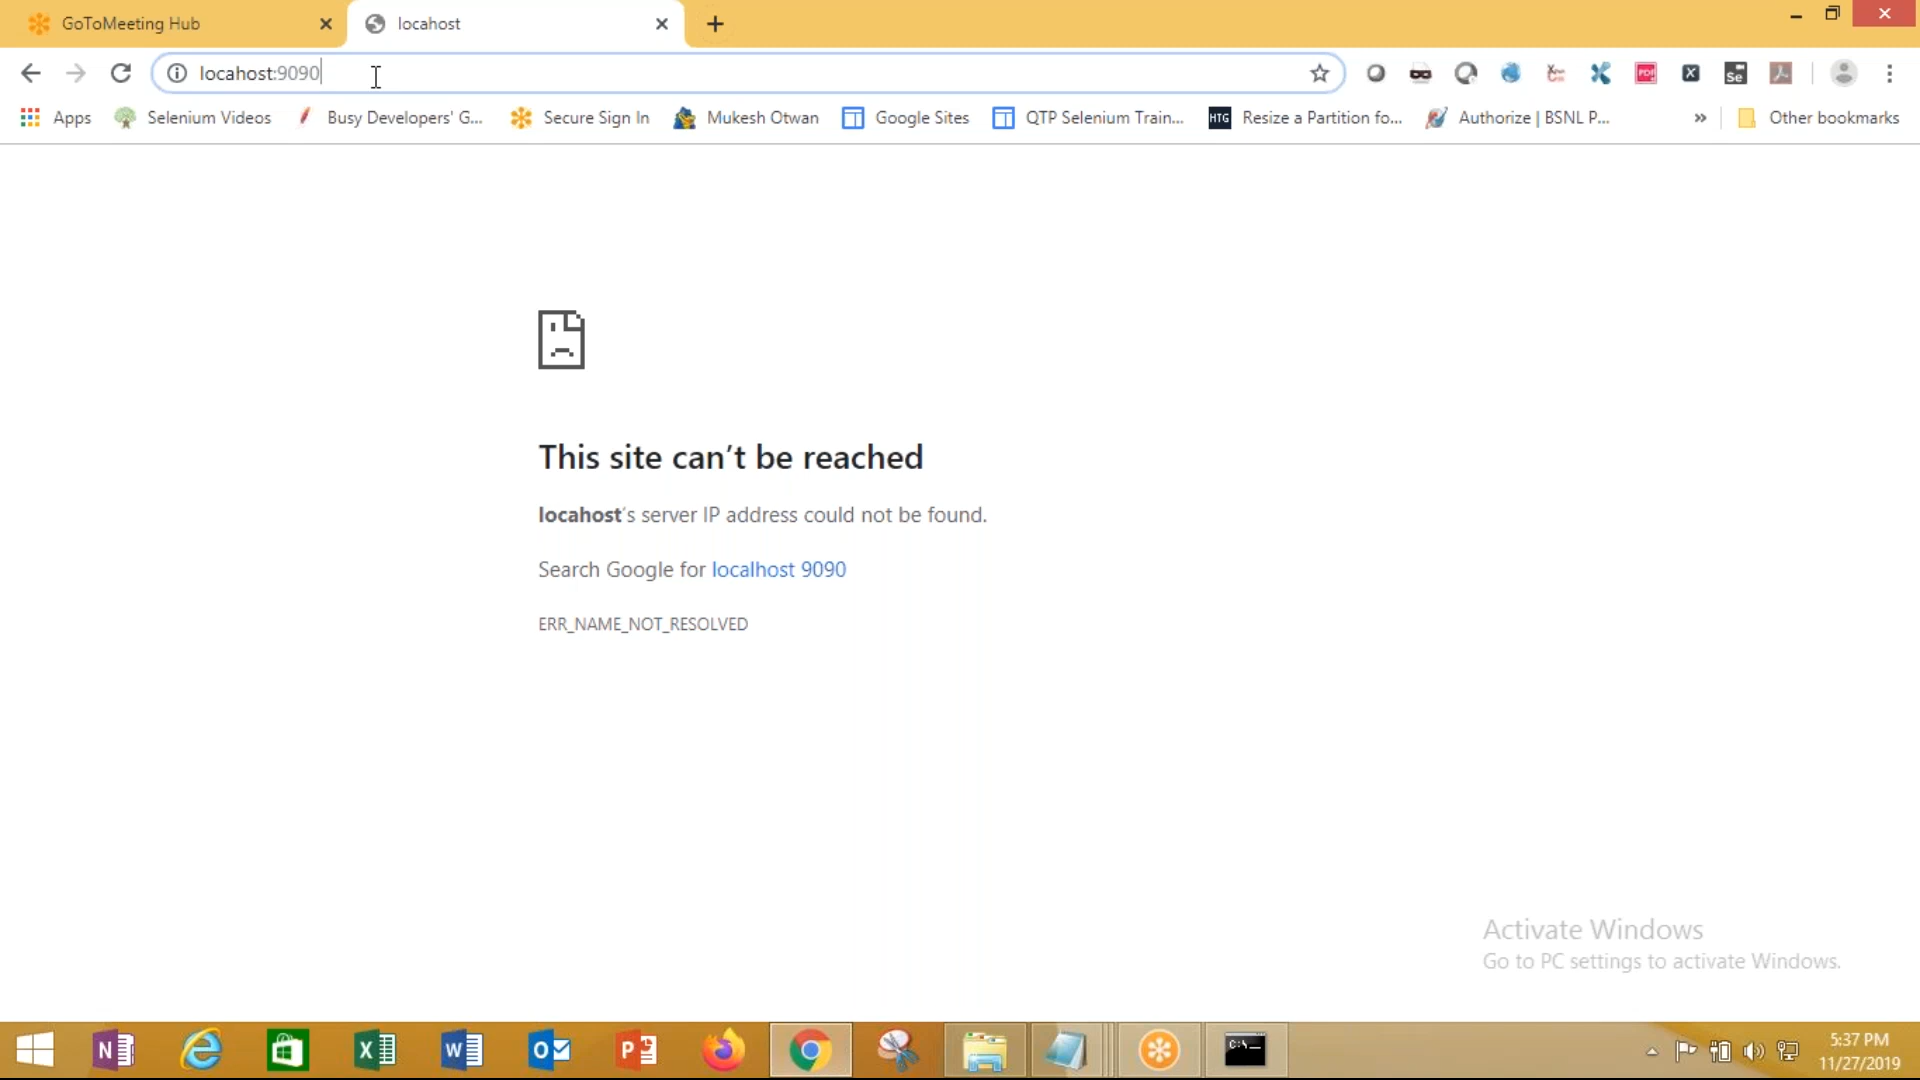 GoToMeeting Hub
locahost
locahost:9090
Apps
Selenium Videos
Busy Developers' G...
Secure Sign In
Mukesh Otwan
Google Sites
QTP Selenium Train...
HTG
Resize a Partition fo...
Authorize | BSNL P...
»
Other bookmarks
This site can't be reached
locahost's server IP address could not be found.
Search Google for localhost 9090
ERR_NAME_NOT_RESOLVED
Activate Windows
Go to PC settings to activate Windows.
5:37 PM
11/27/2019